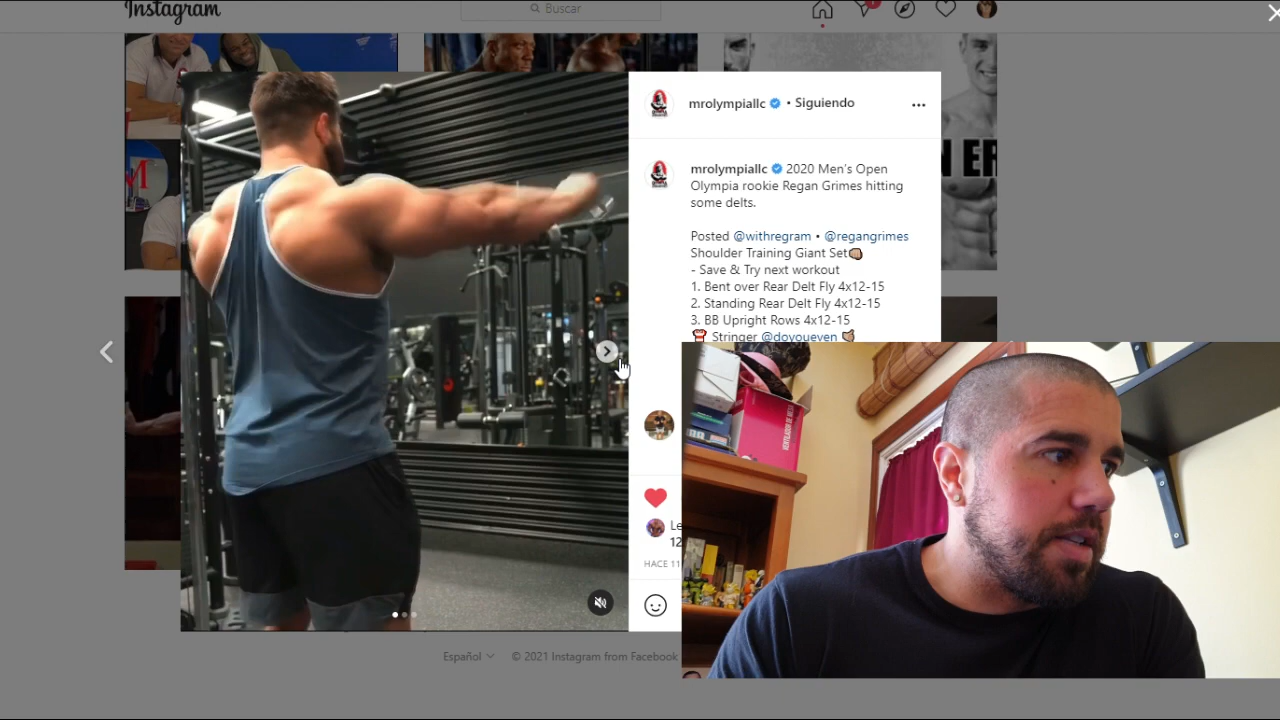 Instagram
Buscar
mrolympiallc • Siguiendo
mrolympiallc 2020 Men's Open
Olympia rookie Regan Grimes hitting
some delts.
Posted @withregram • @regangrimes
Shoulder Training Giant Set
- Save & Try next workout
1. Bent over Rear Delt Fly 4x12-15
2. Standing Rear Delt Fly 4x12-15
3. BB Upright Rows 4x12-15
Stringer @doyoueven
Le
12
HACE 11
Español
© 2021 Instagram from Facebook
N ER
M